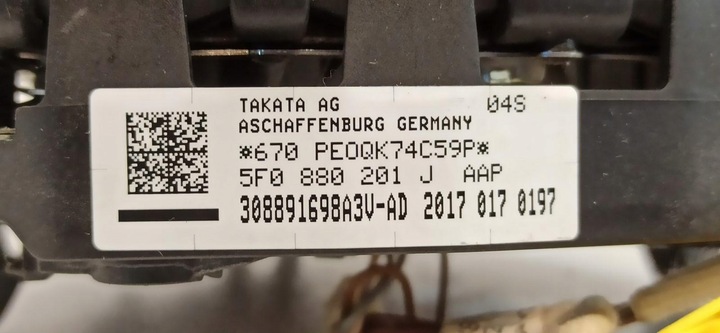 TAKATA AG 04S
ASCHAFFENBURG GERMANY
*670 PEOQK74C59P*
5F0 880 201 J AAP
308891698A3V-AD 2017 017 0197